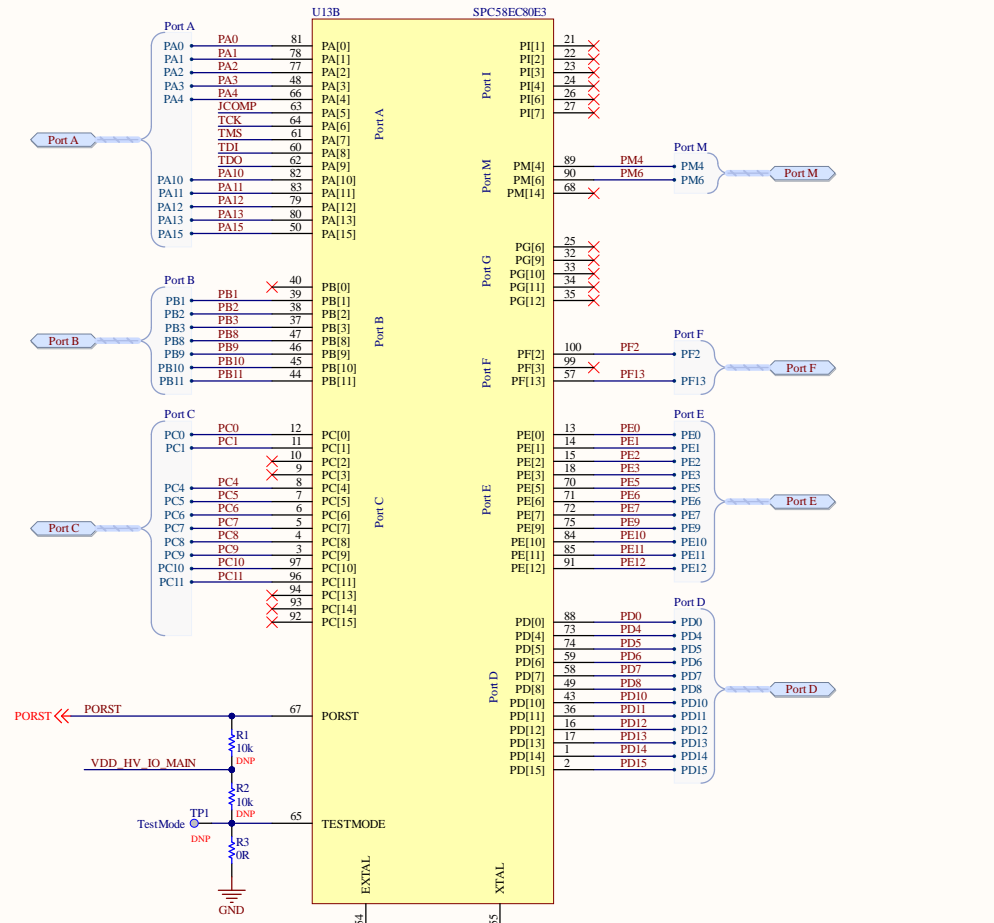 U13B SPC58EC80E3
Port A
PA0 PA0 81 PA[0]
PA1 PA1 78 PA[1]
PA2 PA2 77 PA[2]
PA3 PA3 48 PA[3]
PA4 PA4 66 PA[4]
JCOMP 63 PA[5]
TCK 64 PA[6]
TMS 61 PA[7]
TDI 60 PA[8]
TDO 62 PA[9]
PA10 PA10 82 PA[10]
PA11 PA11 83 PA[11]
PA12 PA12 79 PA[12]
PA13 PA13 80 PA[13]
PA15 PA15 50 PA[15]
Port A
Port A
Port B
40 PB[0]
PB1 PB1 39 PB[1]
PB2 PB2 38 PB[2]
PB3 PB3 37 PB[3]
PB8 PB8 47 PB[8]
PB9 PB9 46 PB[9]
PB10 PB10 45 PB[10]
PB11 PB11 44 PB[11]
Port B
Port B
Port C
PC0 PC0 12 PC[0]
PC1 PC1 11 PC[1]
10 PC[2]
9 PC[3]
PC4 PC4 8 PC[4]
PC5 PC5 7 PC[5]
PC6 PC6 6 PC[6]
PC7 PC7 5 PC[7]
PC8 PC8 4 PC[8]
PC9 PC9 3 PC[9]
PC10 PC10 97 PC[10]
PC11 PC11 96 PC[11]
94 PC[13]
93 PC[14]
92 PC[15]
Port C
Port C
PORST PORST 67 PORST
R1
10k
DNP
VDD_HV_IO_MAIN
R2
10k
DNP
TP1
TestMode 65 TESTMODE
DNP
R3
0R
GND
EXTAL
54
XTAL
55
PI[1] 21
PI[2] 22
PI[3] 23
PI[4] 24
PI[6] 26
PI[7] 27
Port I
Port M
PM[4] 89 PM4 PM4
PM[6] 90 PM6 PM6
PM[14] 68
Port M
Port M
PG[6] 25
PG[9] 32
PG[10] 33
PG[11] 34
PG[12] 35
Port G
Port F
PF[2] 100 PF2 PF2
PF[3] 99
PF[13] 57 PF13 PF13
Port F
Port F
Port E
PE[0] 13 PE0 PE0
PE[1] 14 PE1 PE1
PE[2] 15 PE2 PE2
PE[3] 18 PE3 PE3
PE[5] 70 PE5 PE5
PE[6] 71 PE6 PE6
PE[7] 72 PE7 PE7
PE[9] 75 PE9 PE9
PE[10] 84 PE10 PE10
PE[11] 85 PE11 PE11
PE[12] 91 PE12 PE12
Port E
Port E
Port D
PD[0] 88 PD0 PD0
PD[4] 73 PD4 PD4
PD[5] 74 PD5 PD5
PD[6] 59 PD6 PD6
PD[7] 58 PD7 PD7
PD[8] 49 PD8 PD8
PD[10] 43 PD10 PD10
PD[11] 36 PD11 PD11
PD[12] 16 PD12 PD12
PD[13] 17 PD13 PD13
PD[14] 1 PD14 PD14
PD[15] 2 PD15 PD15
Port D
Port D